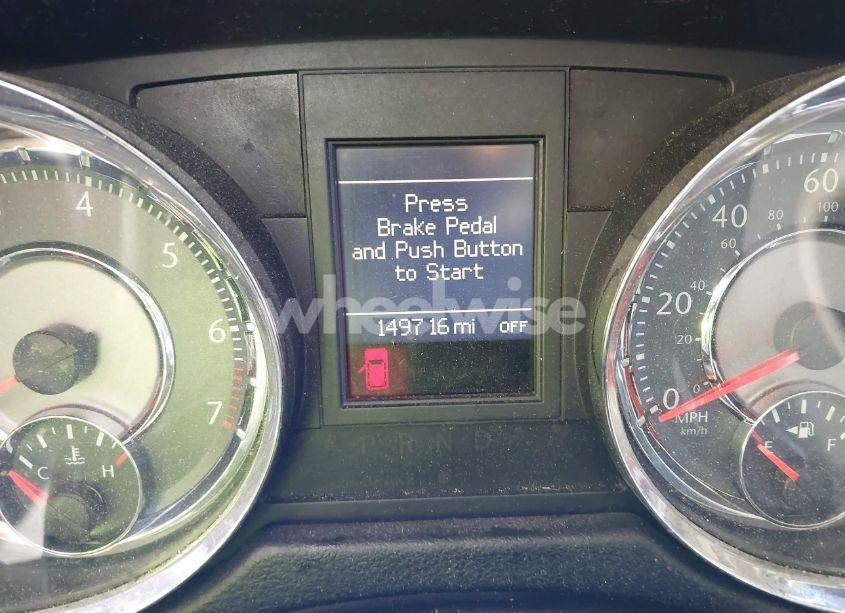 Press
Brake Pedal
and Push Button
to Start
149716 mi OFF
wheelwise
4
5
6
7
C H
P R N D
0
20
40
60
0
20
40
60
80
100
MPH
km/h
E F